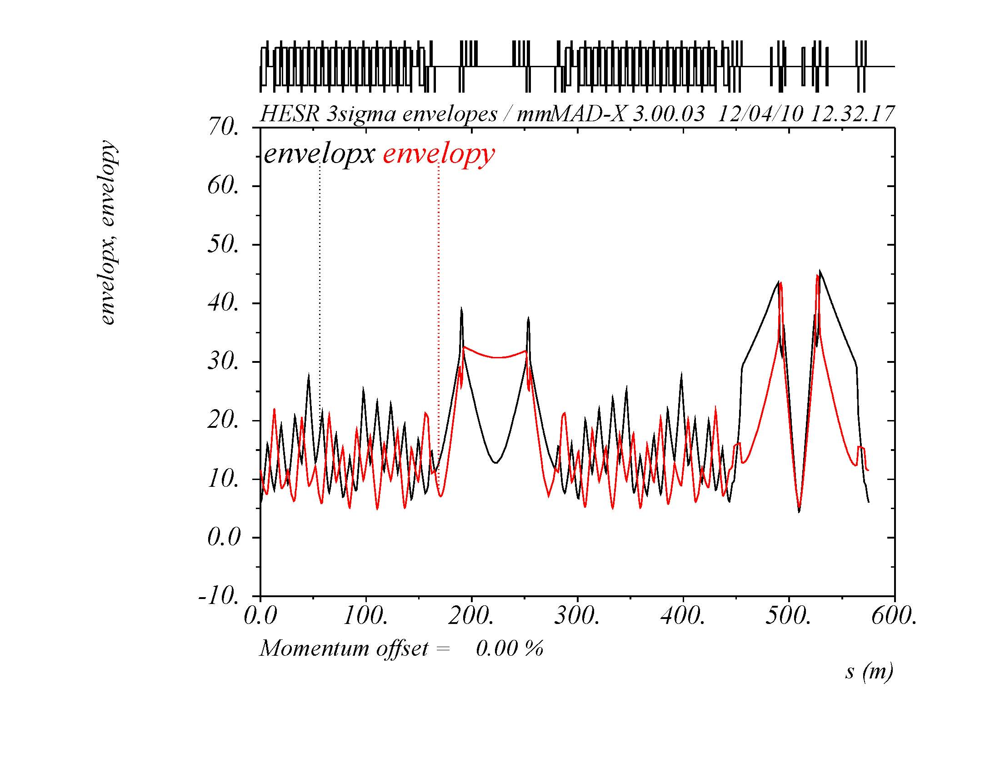 HESR 3sigma envelopes / mm MAD-X 3.00.03 12/04/10 12.32.17
envelopx envelopy
envelopx, envelopy
70.
60.
50.
40.
30.
20.
10.
0.0
-10.
0.0 100. 200. 300. 400. 500. 600.
Momentum offset = 0.00 %
s (m)